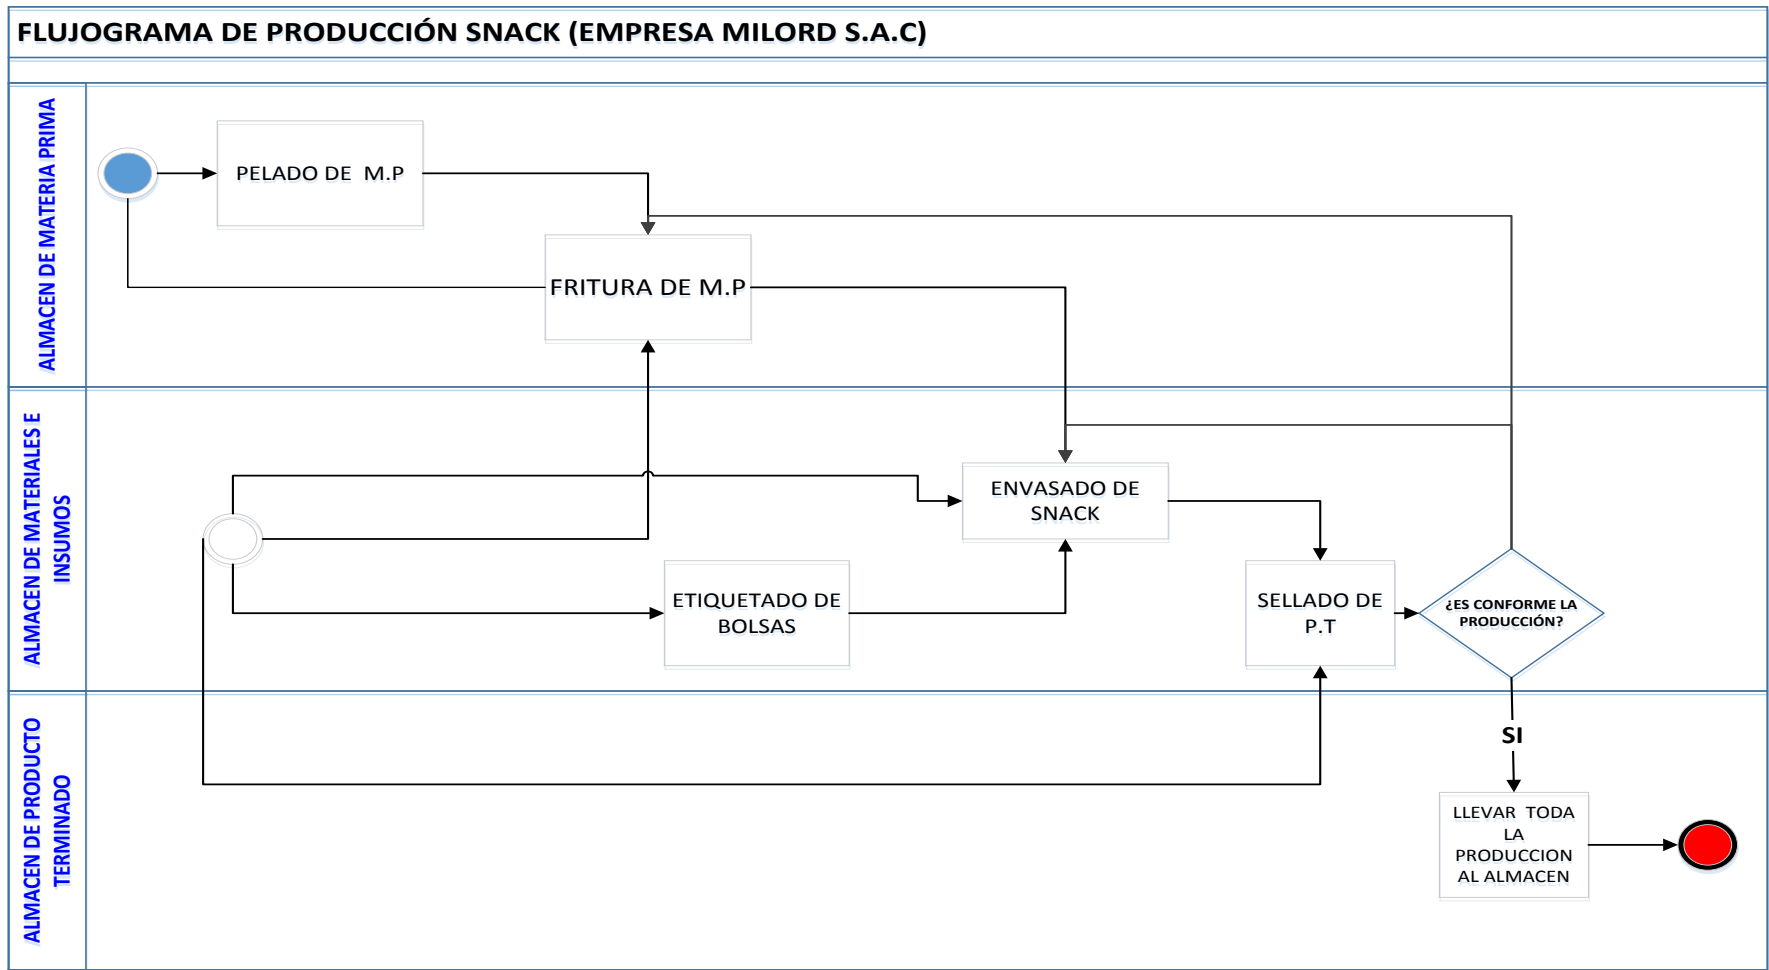 FLUJOGRAMA DE PRODUCCIÓN SNACK (EMPRESA MILORD S.A.C)
ALMACEN DE MATERIA PRIMA
PELADO DE M.P
FRITURA DE M.P
ALMACEN DE MATERIALES E
INSUMOS
ENVASADO DE
SNACK
ETIQUETADO DE
BOLSAS
SELLADO DE
P.T
¿ES CONFORME LA
PRODUCCIÓN?
ALMACEN DE PRODUCTO
TERMINADO
SI
LLEVAR TODA
LA
PRODUCCION
AL ALMACEN